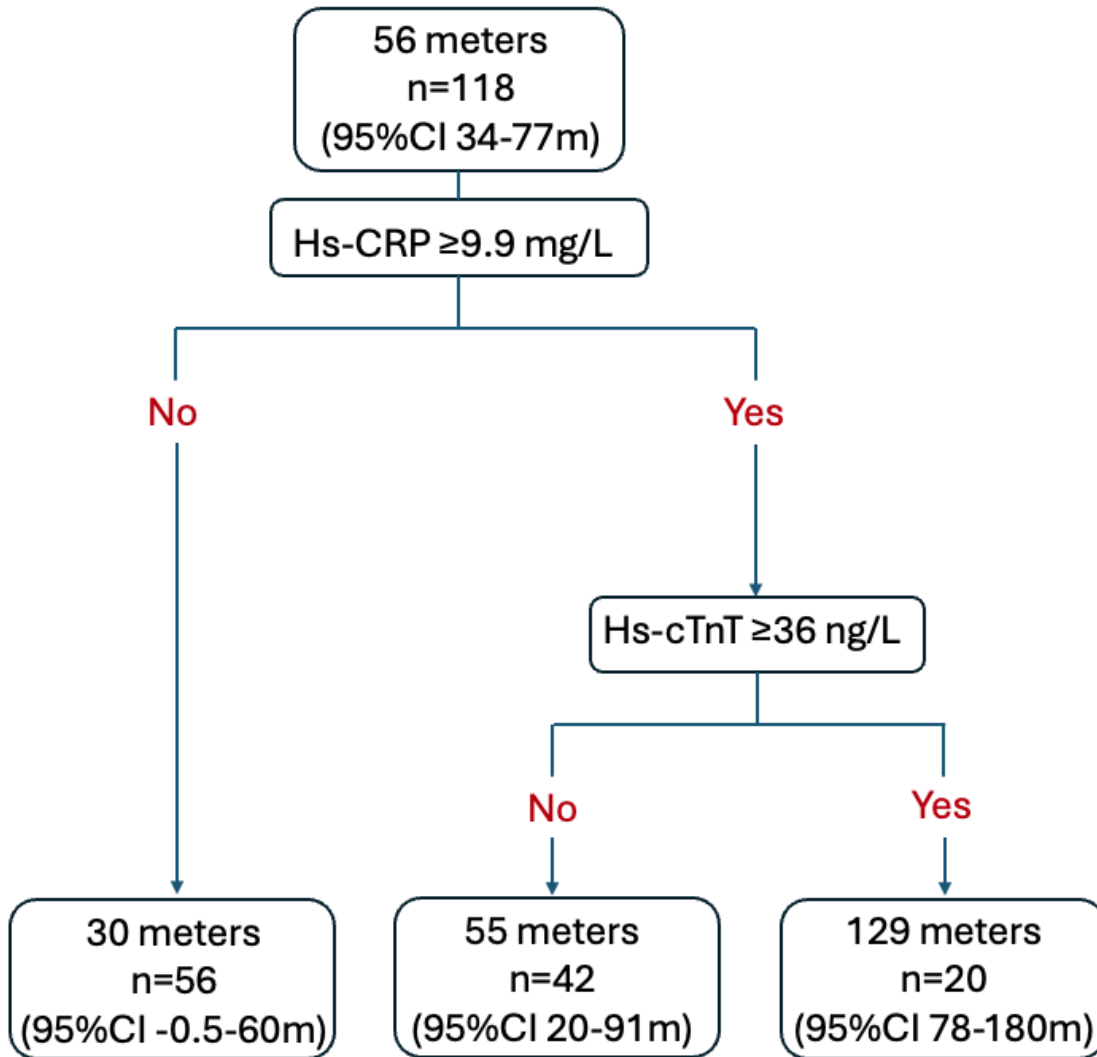 56 meters
n=118
(95%CI 34-77m)
Hs-CRP ≥9.9 mg/L
No
Yes
Hs-cTnT ≥36 ng/L
No
Yes
30 meters
n=56
(95%CI -0.5-60m)
55 meters
n=42
(95%CI 20-91m)
129 meters
n=20
(95%CI 78-180m)